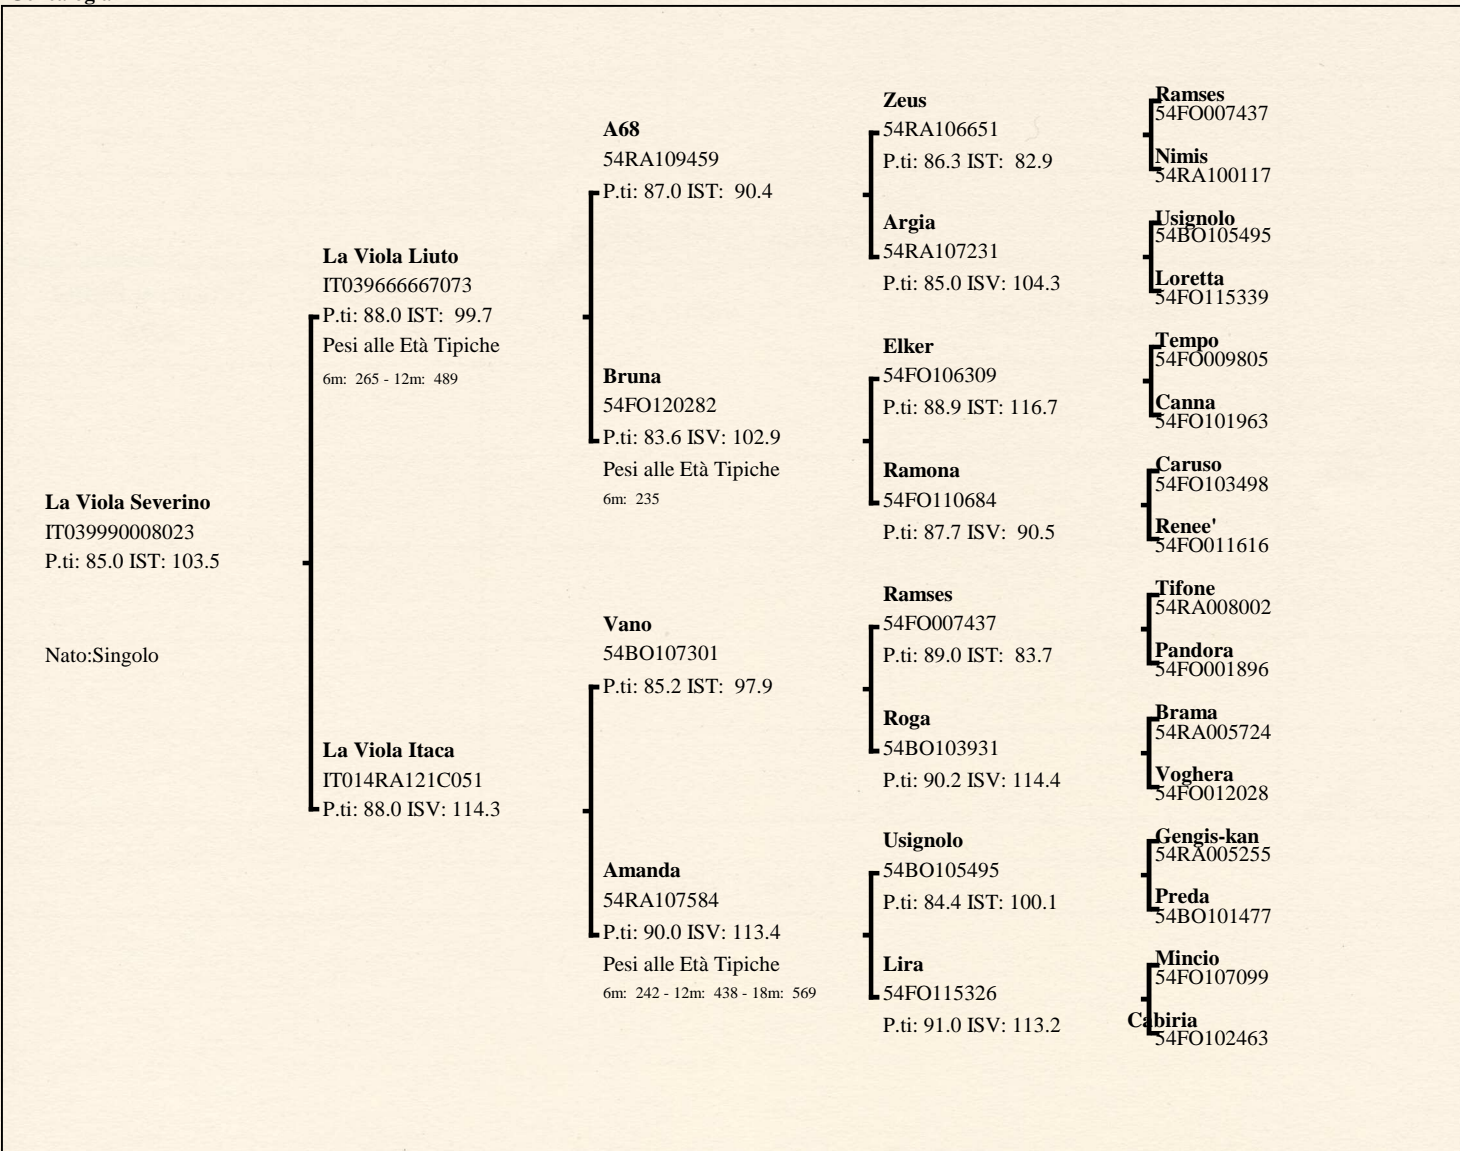 La Viola Severino
IT039990008023
P.ti: 85.0 IST: 103.5
Nato:Singolo
La Viola Liuto
IT039666667073
P.ti: 88.0 IST: 99.7
Pesi alle Età Tipiche
6m: 265 - 12m: 489
La Viola Itaca
IT014RA121C051
P.ti: 88.0 ISV: 114.3
A68
54RA109459
P.ti: 87.0 IST: 90.4
Bruna
54FO120282
P.ti: 83.6 ISV: 102.9
Pesi alle Età Tipiche
6m: 235
Vano
54BO107301
P.ti: 85.2 IST: 97.9
Amanda
54RA107584
P.ti: 90.0 ISV: 113.4
Pesi alle Età Tipiche
6m: 242 - 12m: 438 - 18m: 569
Zeus
54RA106651
P.ti: 86.3 IST: 82.9
Argia
54RA107231
P.ti: 85.0 ISV: 104.3
Elker
54FO106309
P.ti: 88.9 IST: 116.7
Ramona
54FO110684
P.ti: 87.7 ISV: 90.5
Ramses
54FO007437
P.ti: 89.0 IST: 83.7
Roga
54BO103931
P.ti: 90.2 ISV: 114.4
Usignolo
54BO105495
P.ti: 84.4 IST: 100.1
Lira
54FO115326
P.ti: 91.0 ISV: 113.2
Ramses
54FO007437
Nimis
54RA100117
Usignolo
54BO105495
Loretta
54FO115339
Tempo
54FO009805
Canna
54FO101963
Caruso
54FO103498
Renee'
54FO011616
Tifone
54RA008002
Pandora
54FO001896
Brama
54RA005724
Voghera
54FO012028
Gengis-kan
54RA005255
Preda
54BO101477
Mincio
54FO107099
Cabiria
54FO102463